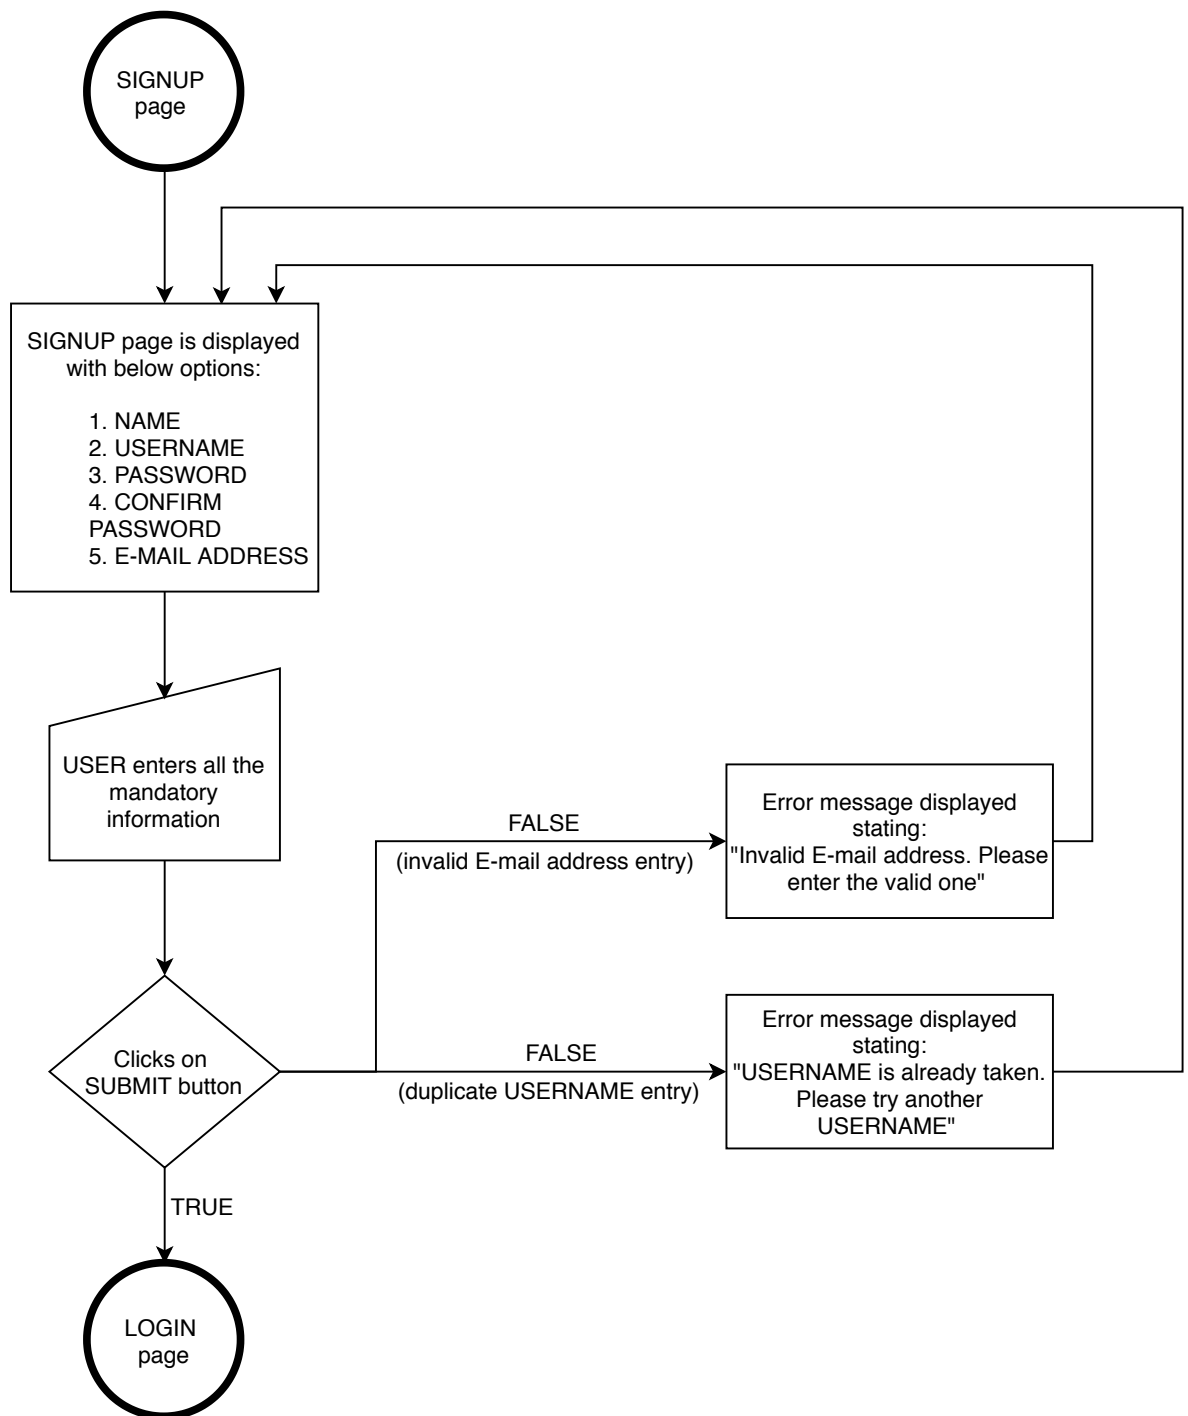 SIGNUP
page
SIGNUP page is displayed
with below options:
1. NAME
2. USERNAME
3. PASSWORD
4. CONFIRM
PASSWORD
5. E-MAIL ADDRESS
USER enters all the
mandatory
information
FALSE
(invalid E-mail address entry)
Error message displayed
stating:
"Invalid E-mail address. Please
enter the valid one"
Clicks on
SUBMIT button
FALSE
(duplicate USERNAME entry)
Error message displayed
stating:
"USERNAME is already taken.
Please try another
USERNAME"
TRUE
LOGIN
page